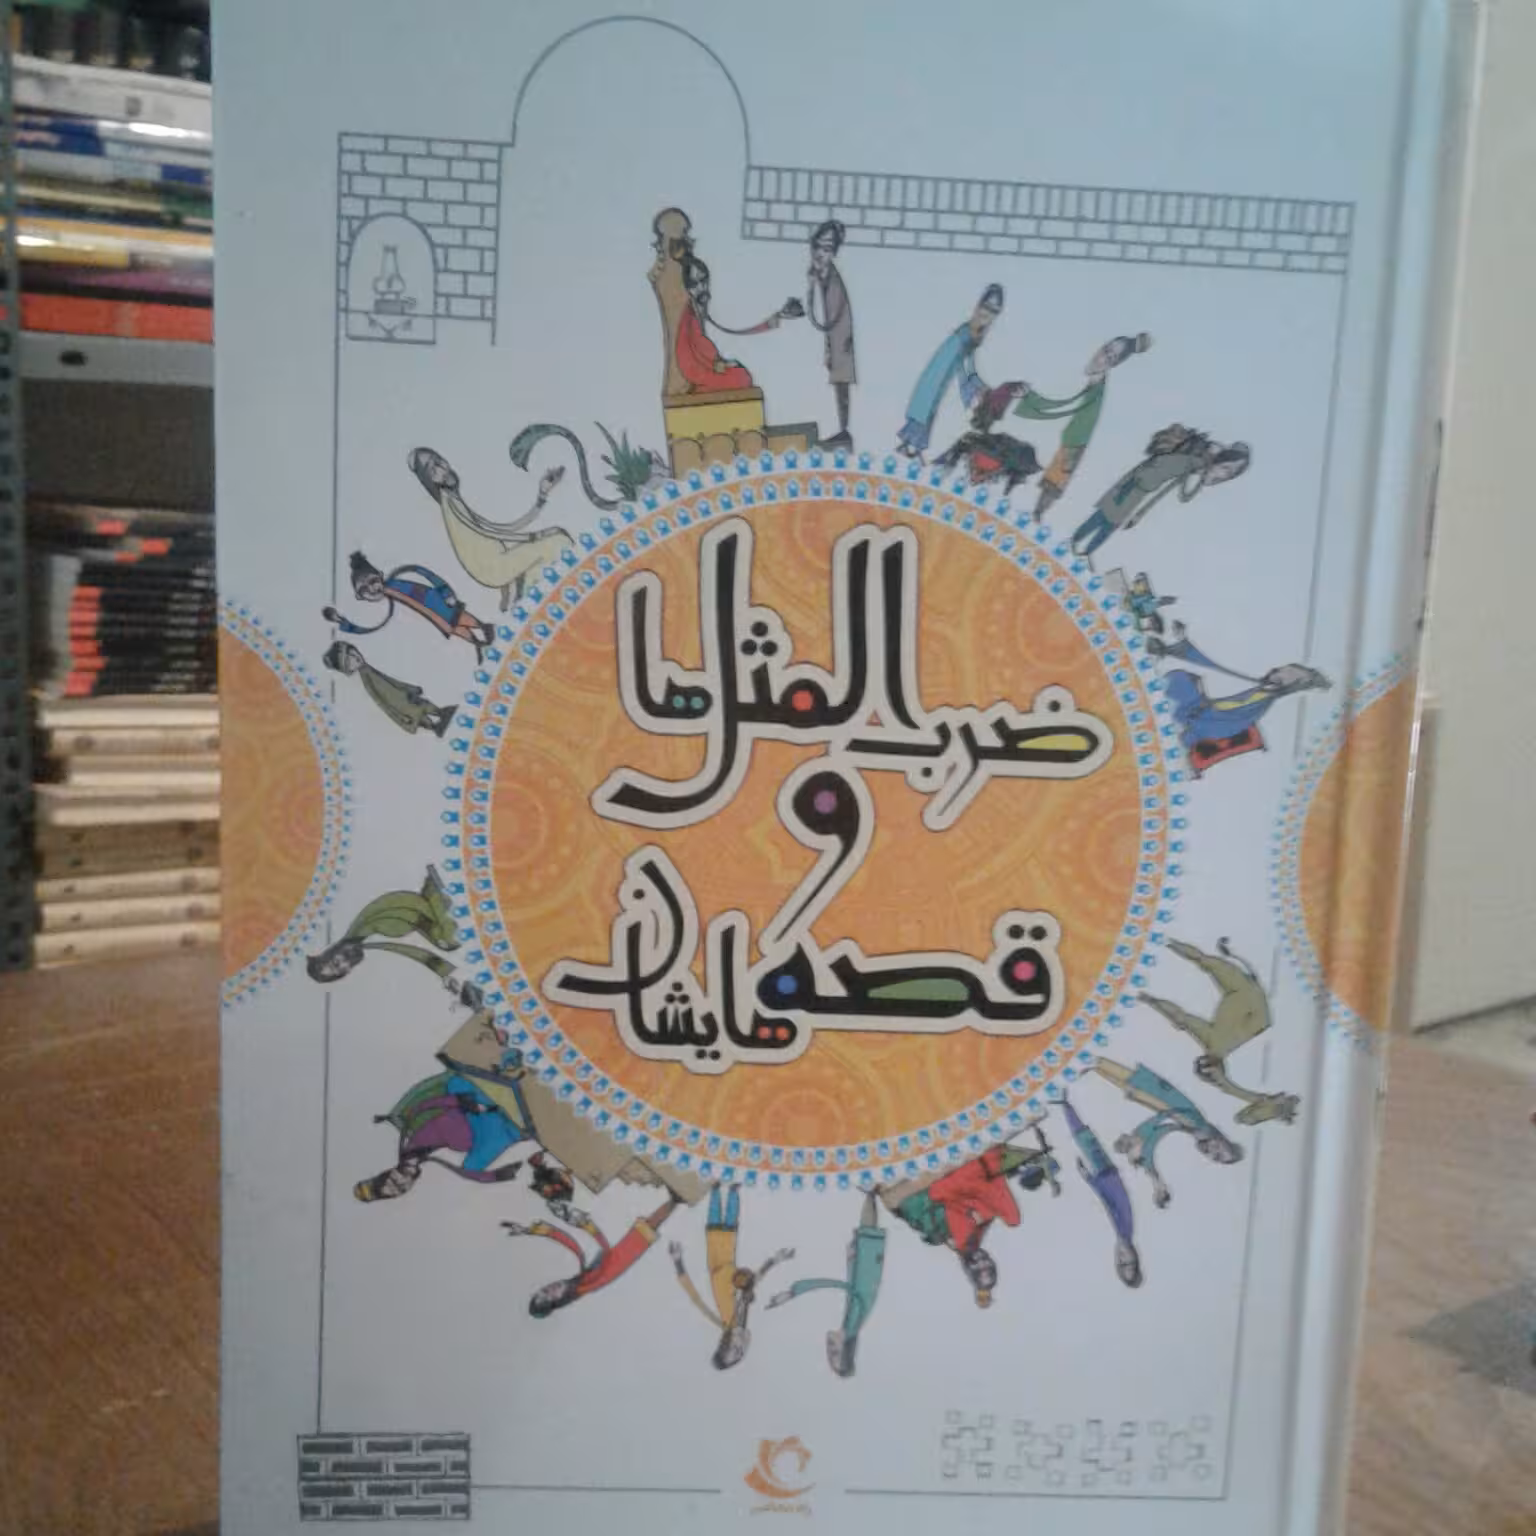 ضرب المثل‌ها
و
قصه هایشان